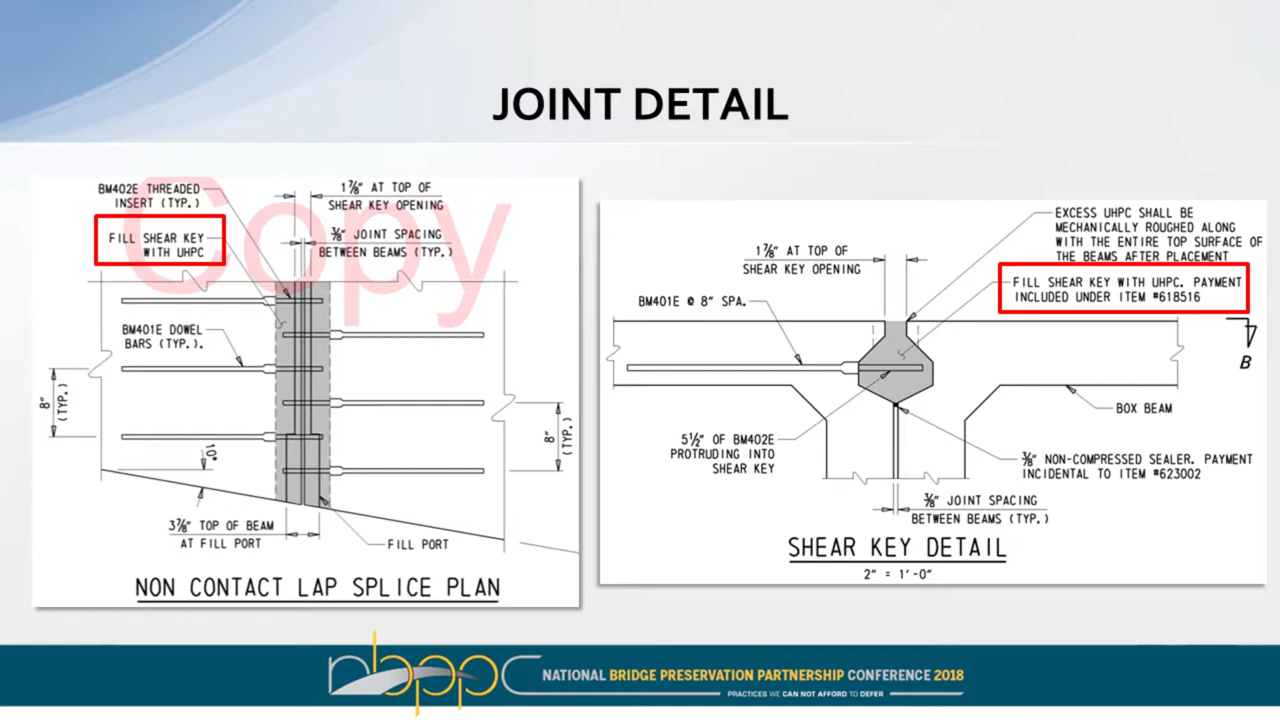 JOINT DETAIL
Copy
BM402E THREADED
INSERT (TYP.)
FILL SHEAR KEY
WITH UHPC
1⅞" AT TOP OF
SHEAR KEY OPENING
⅜" JOINT SPACING
BETWEEN BEAMS (TYP.)
BM401E DOWEL
BARS (TYP.).
8"
(TYP.)
10°
8"
(TYP.)
3⅞" TOP OF BEAM
AT FILL PORT
FILL PORT
NON CONTACT LAP SPLICE PLAN
EXCESS UHPC SHALL BE
MECHANICALLY ROUGHED ALONG
WITH THE ENTIRE TOP SURFACE OF
THE BEAMS AFTER PLACEMENT
1⅞" AT TOP OF
SHEAR KEY OPENING
FILL SHEAR KEY WITH UHPC. PAYMENT
INCLUDED UNDER ITEM #618516
BM401E @ 8" SPA.
B
BOX BEAM
5½" OF BM402E
PROTRUDING INTO
SHEAR KEY
⅜" NON-COMPRESSED SEALER. PAYMENT
INCIDENTAL TO ITEM #623002
⅜" JOINT SPACING
BETWEEN BEAMS (TYP.)
SHEAR KEY DETAIL
2" = 1'-0"
nbppc
NATIONAL BRIDGE PRESERVATION PARTNERSHIP CONFERENCE 2018
PRACTICES WE CAN NOT AFFORD TO DEFER